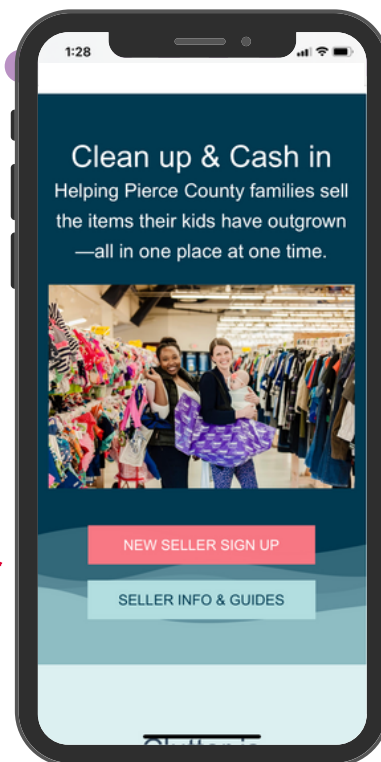 1:28
Clean up & Cash in
Helping Pierce County families sell
the items their kids have outgrown
—all in one place at one time.
NEW SELLER SIGN UP
SELLER INFO & GUIDES